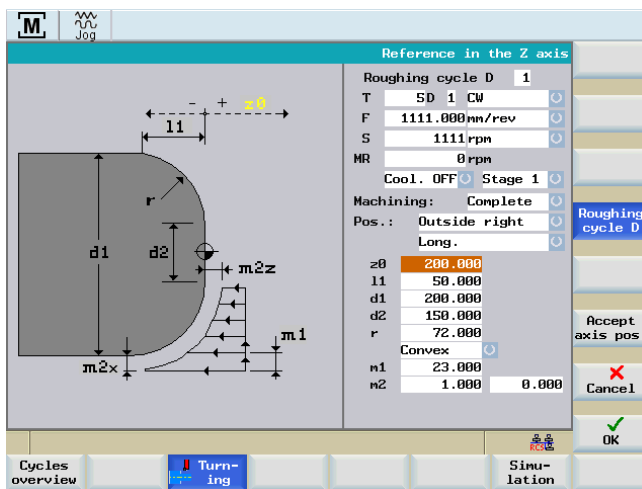 M
Jog
Reference in the Z axis
Roughing cycle D 1
T 5 D 1 CW
F 1111.000 mm/rev
S 1111 rpm
MR 0 rpm
Cool. OFF Stage 1
Machining: Complete
Pos.: Outside right
Long.
z0 200.000
l1 50.000
d1 200.000
d2 150.000
r 72.000
Convex
m1 23.000
m2 1.000 0.000
- + z0
l1
r
d1
d2
m2z
m1
m2x
Roughing
cycle D
Accept
axis pos
Cancel
OK
RCS
Cycles
overview
Turn-
ing
Simu-
lation